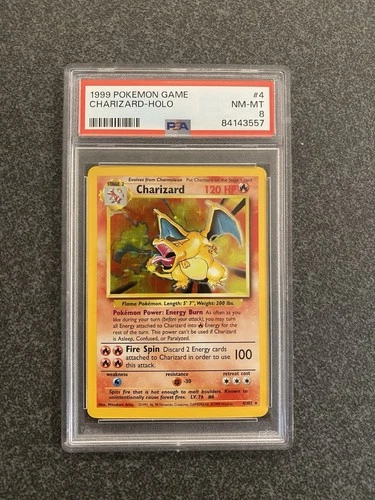 1999 POKEMON GAME #4
CHARIZARD-HOLO NM-MT
8
PSA 84143557
Evolves from Charmeleon Put Charizard on the Stage 1 card
STAGE 2 Charizard 120 HP
Flame Pokémon. Length: 5' 7", Weight: 200 lbs.
Pokémon Power: Energy Burn As often as you
like during your turn (before your attack), you may turn
all Energy attached to Charizard into Energy for the
rest of the turn. This power can't be used if Charizard
is Asleep, Confused, or Paralyzed.
Fire Spin Discard 2 Energy cards
attached to Charizard in order to use
this attack. 100
weakness resistance retreat cost
-30
Spits fire that is hot enough to melt boulders. Known to
unintentionally cause forest fires. LV. 76 #6
Illus. Mitsuhiro Arita
4/102